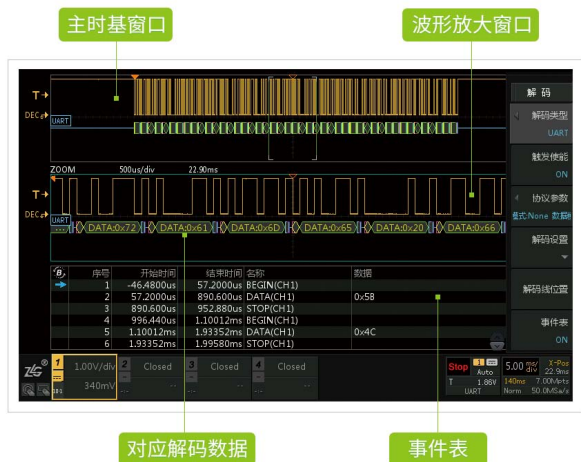 主时基窗口
波形放大窗口
T
DEC
UART
解 码
解码类型
UART
触发使能
ON
协议参数
解码设置
解码线位置
事件表
ON
ZOOM 500us/div 22.90ms
T
DEC
UART
... DATA:0x72 DATA:0x61 DATA:0x6D DATA:0x65 DATA:0x20 DATA:0x66
序号 开始时间 结束时间 名称 数据
1 -46.4800us 57.2000us BEGIN(CH1)
2 57.2000us 890.600us DATA(CH1) 0x5B
3 890.600us 952.880us STOP(CH1)
4 996.440us 1.10012ms BEGIN(CH1)
5 1.10012ms 1.93352ms DATA(CH1) 0x4C
6 1.93352ms 1.99580ms STOP(CH1)
ZLG®
1 1.00V/div 340mV
2 Closed
3 Closed
4 Closed
Stop 1 Auto
T 1.86V
UART
5.00 ms/div X-Pos 22.9ms
140ms 7.00Mpts
Norm 50.0MSa/s
对应解码数据
事件表